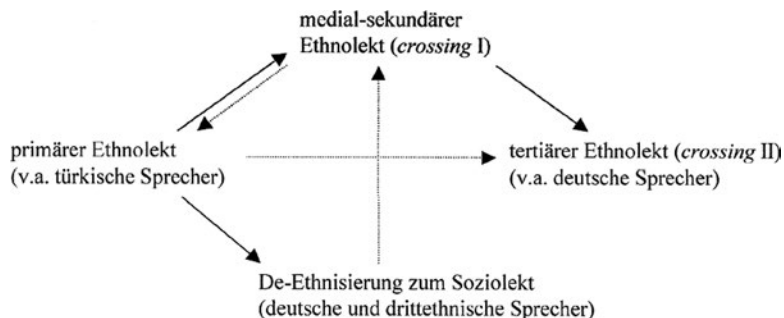 medial-sekundärer
Ethnolekt (crossing I)
primärer Ethnolekt
(v.a. türkische Sprecher)
tertiärer Ethnolekt (crossing II)
(v.a. deutsche Sprecher)
De-Ethnisierung zum Soziolekt
(deutsche und drittethnische Sprecher)